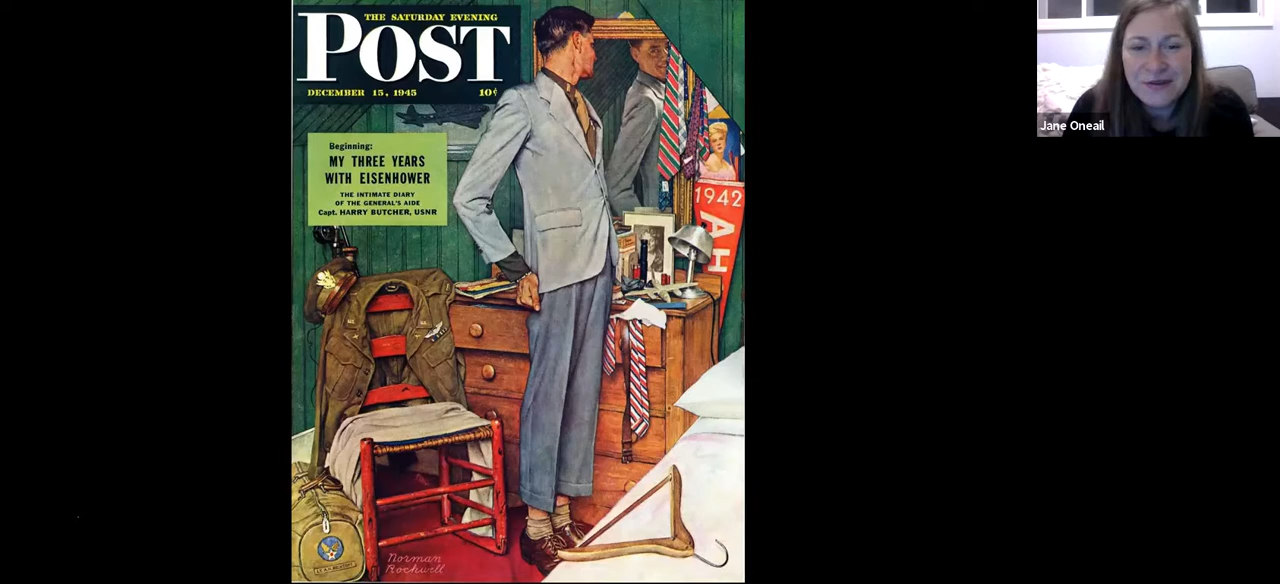 THE SATURDAY EVENING
POST
DECEMBER 15, 1945 10¢
Beginning:
MY THREE YEARS
WITH EISENHOWER
THE INTIMATE DIARY
OF THE GENERAL'S AIDE
Capt. HARRY BUTCHER, USNR
1942
AH
Norman
Rockwell
Jane Oneail